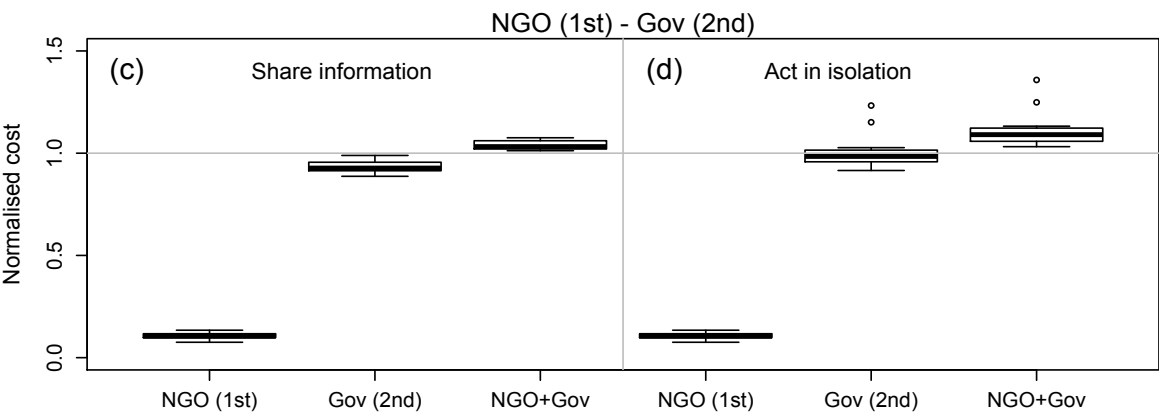 NGO (1st) - Gov (2nd)
(c) Share information (d) Act in isolation
Normalised cost
1.5
1.0
0.5
0.0
NGO (1st) Gov (2nd) NGO+Gov NGO (1st) Gov (2nd) NGO+Gov